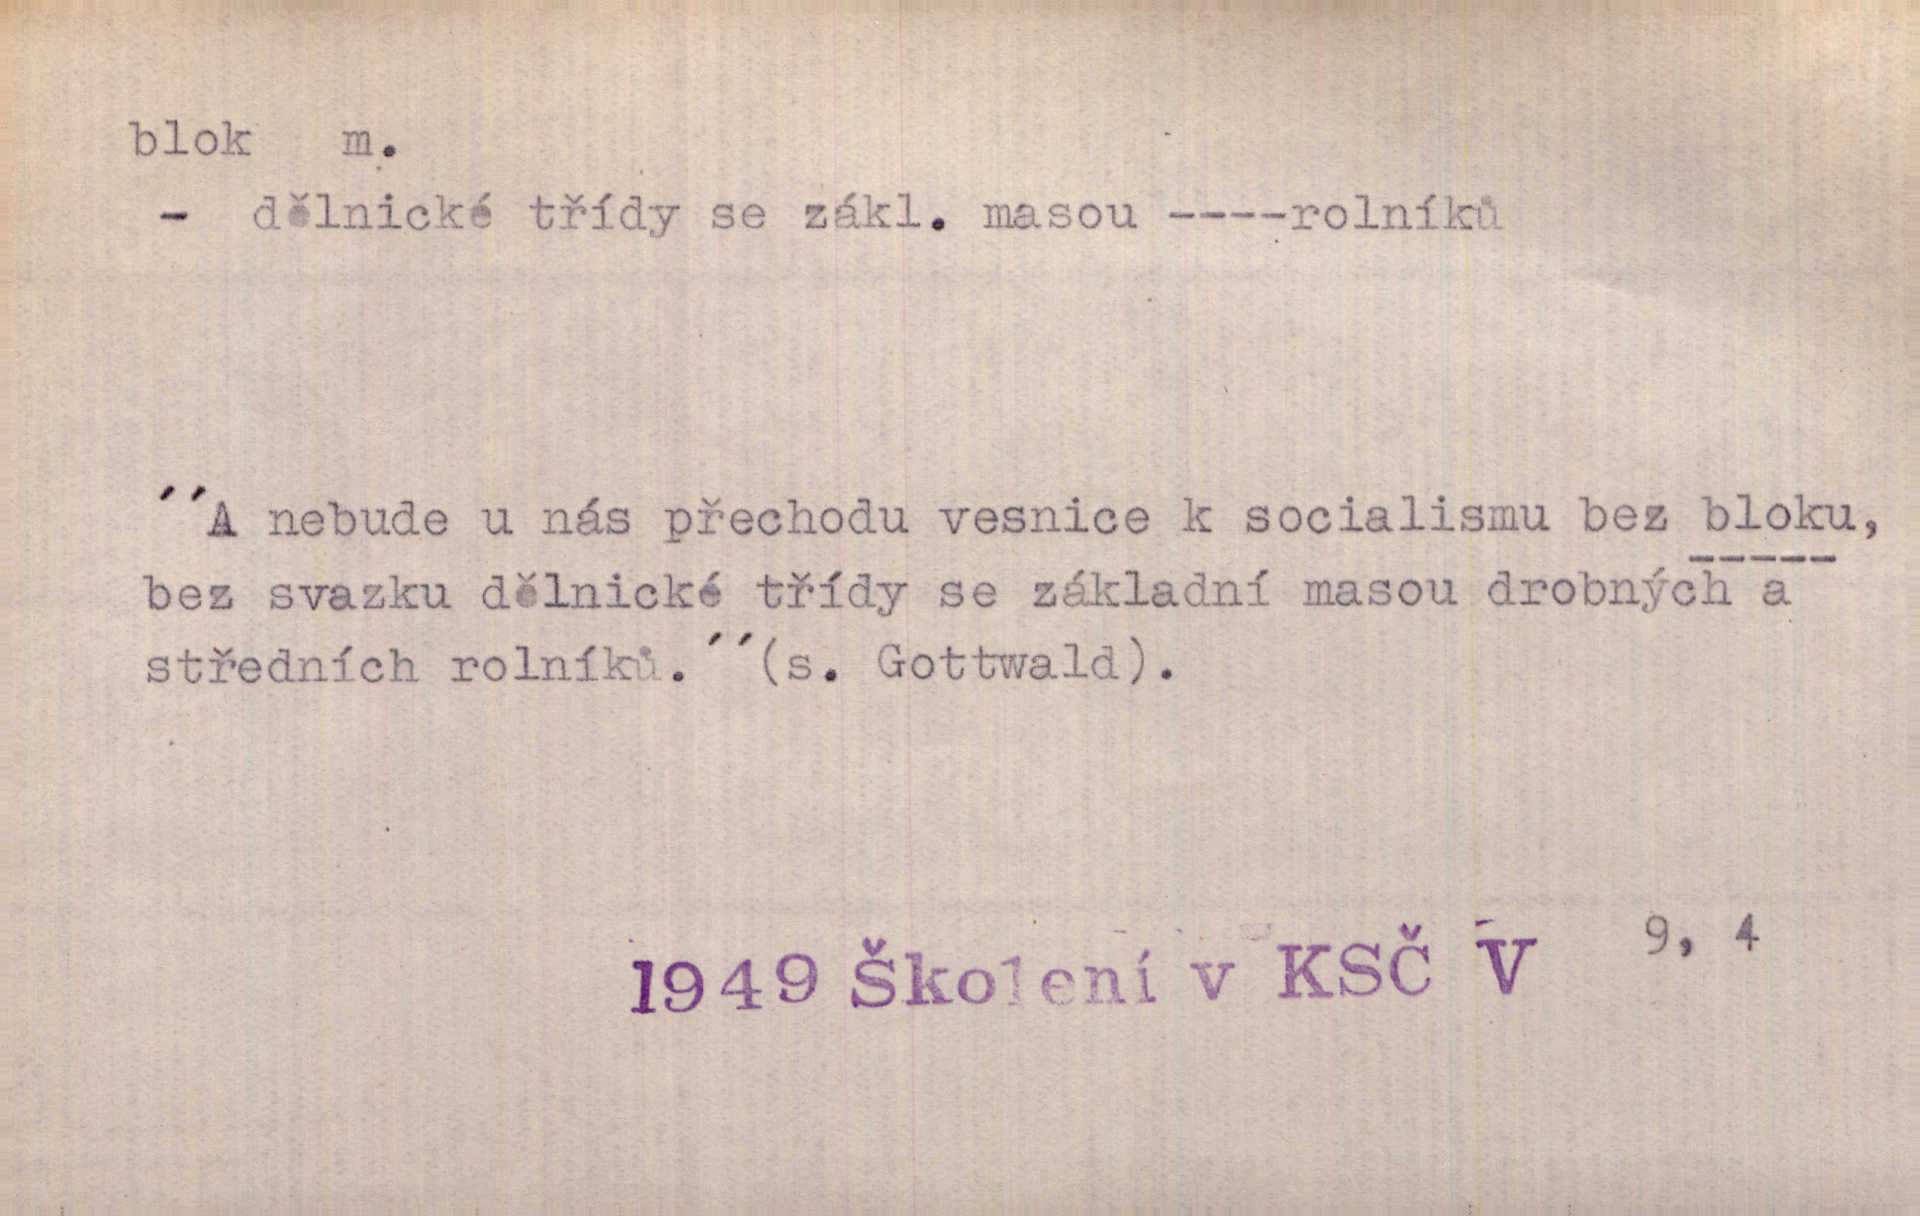 blok m.
- dělnické třídy se zákl. masou ----rolníků
´´A nebude u nás přechodu vesnice k socialismu bez bloku,
bez svazku dělnické třídy se základní masou drobných a
středních rolníků.´´(s. Gottwald).
1949 Školení v KSČ V 9, 4